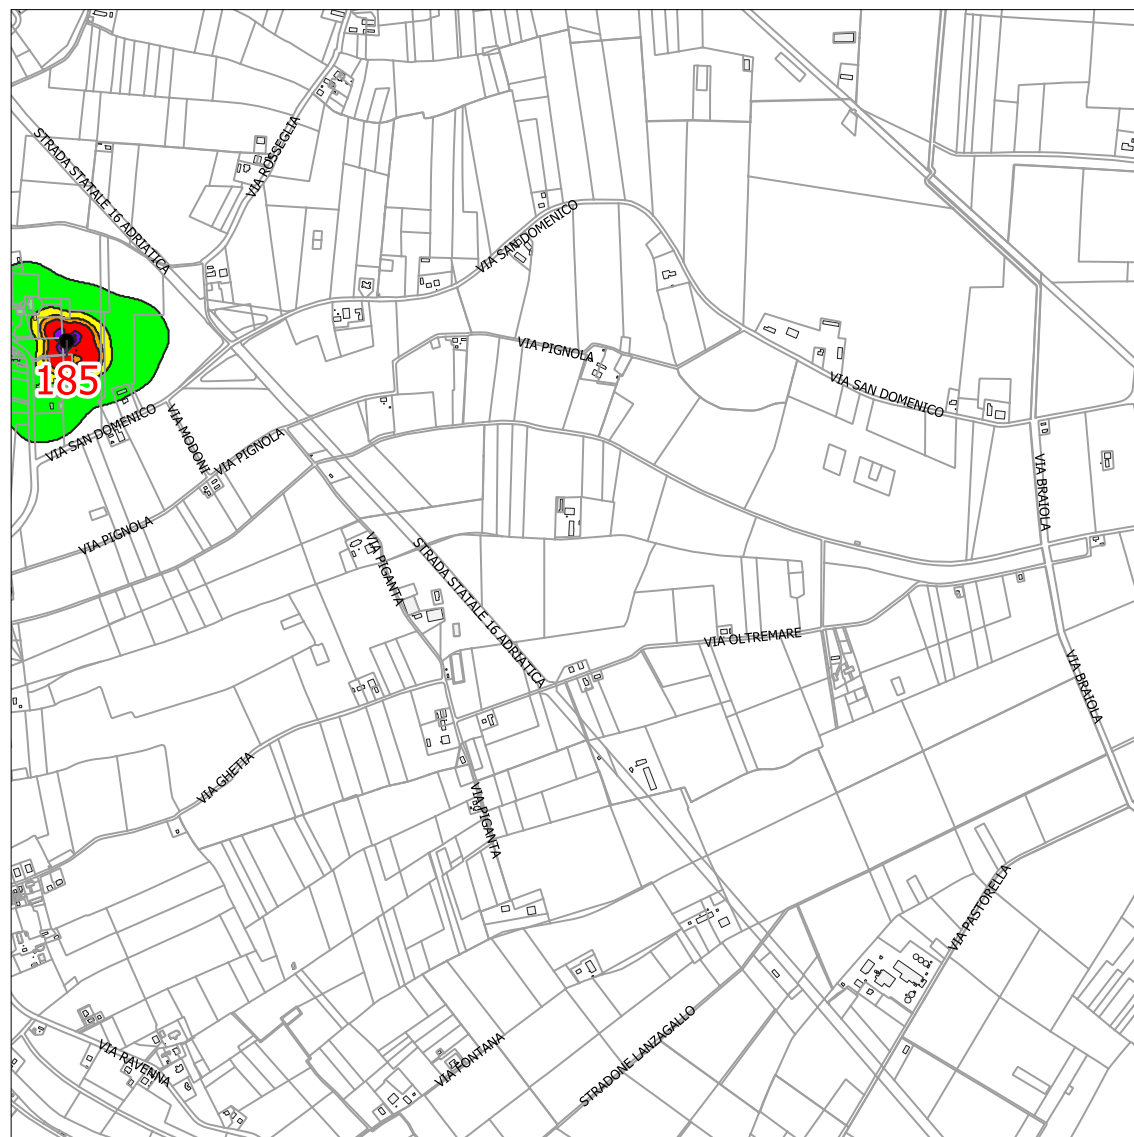 STRADA STATALE 16 ADRIATICA
VIA ROSSEGLIA
VIA SAN DOMENICO
VIA PIGNOLA
185
VIA SAN DOMENICO
VIA SAN DOMENICO
VIA MODONI
VIA PIGNOLA
VIA PIGNOLA
VIA BRAIOLA
VIA PIGANTA
STRADA STATALE 16 ADRIATICA
VIA OLTREMARE
VIA BRAIOLA
VIA GHETIA
VIA PIGANTA
VIA PASTORELLA
VIA RAVENNA
VIA FONTANA
STRADONE LANZAGALLO